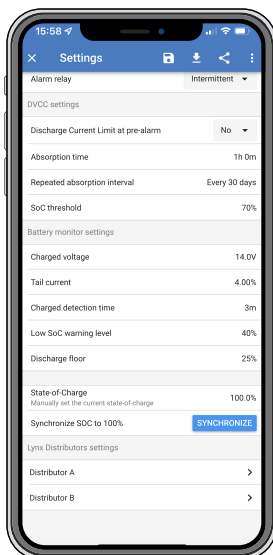 15:58
Settings
Alarm relay Intermittent
DVCC settings
Discharge Current Limit at pre-alarm No
Absorption time 1h 0m
Repeated absorption interval Every 30 days
SoC threshold 70%
Battery monitor settings
Charged voltage 14.0V
Tail current 4.00%
Charged detection time 3m
Low SoC warning level 40%
Discharge floor 25%
State-of-Charge 100.0%
Manually set the current state-of-charge
Synchronize SOC to 100% SYNCHRONIZE
Lynx Distributors settings
Distributor A
Distributor B